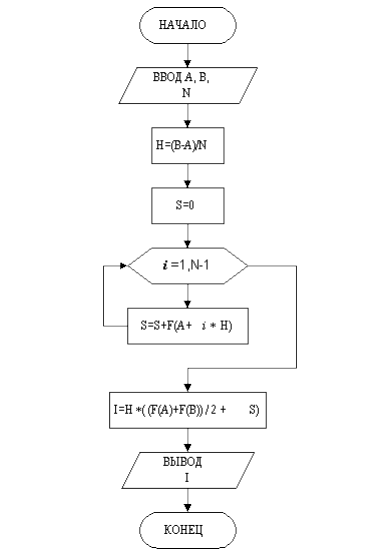 НАЧАЛО
ВВОД A, B,
N
H=(B-A)/N
S=0
i =1,N-1
S=S+F(A+ i * H)
I=H *( (F(A)+F(B)) / 2 + S)
ВЫВОД
I
КОНЕЦ